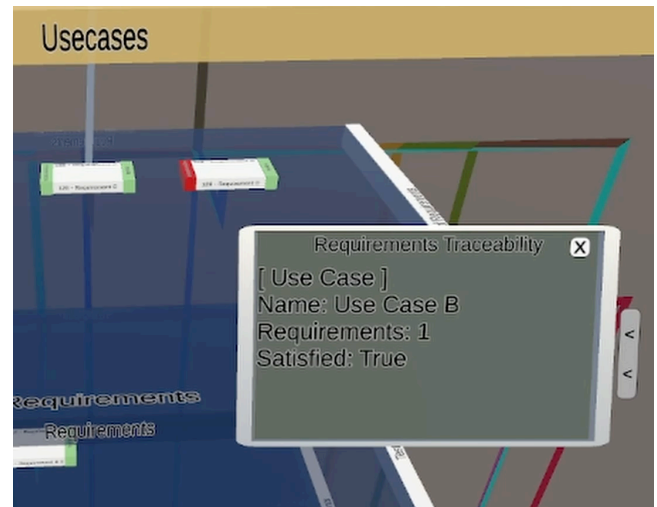 Usecases
Requirements Traceability X
[ Use Case ]
Name: Use Case B
Requirements: 1
Satisfied: True
<
<
Requirements
Requirements